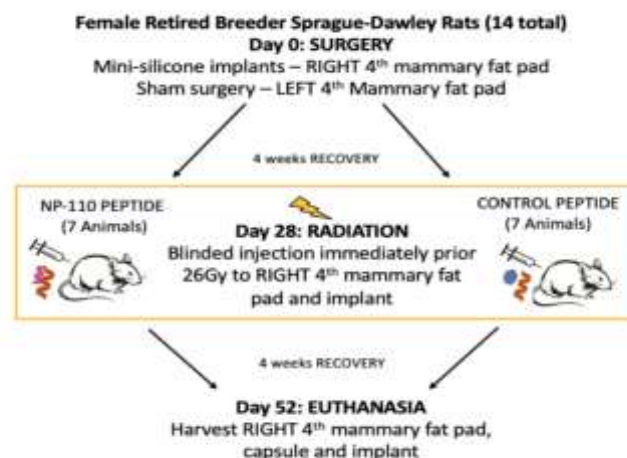 Female Retired Breeder Sprague-Dawley Rats (14 total)
Day 0: SURGERY
Mini-silicone implants – RIGHT 4th mammary fat pad
Sham surgery – LEFT 4th Mammary fat pad
4 weeks RECOVERY
NP-110 PEPTIDE
(7 Animals)
CONTROL PEPTIDE
(7 Animals)
Day 28: RADIATION
Blinded injection immediately prior
26Gy to RIGHT 4th mammary fat
pad and implant
4 weeks RECOVERY
Day 52: EUTHANASIA
Harvest RIGHT 4th mammary fat pad,
capsule and implant